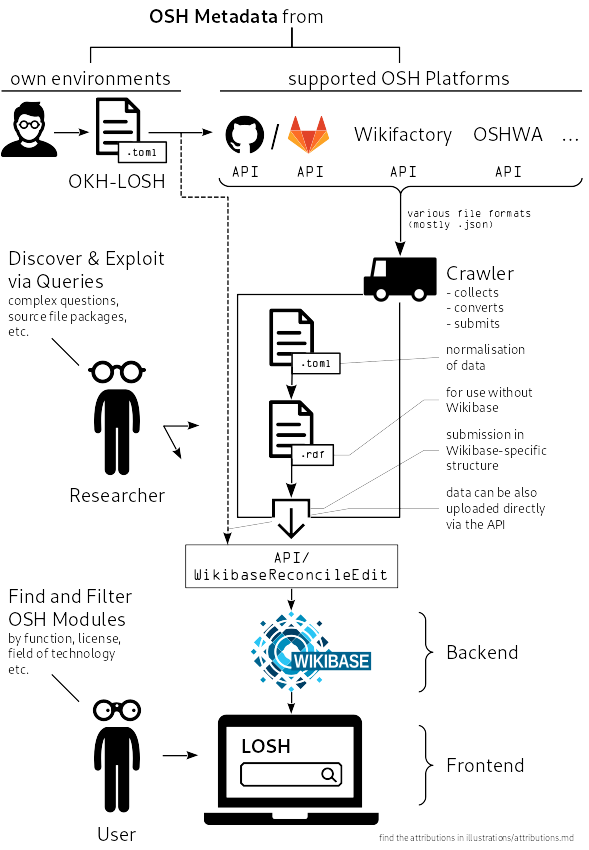 OSH Metadata from
own environments
supported OSH Platforms
.toml
OKH-LOSH
/
Wikifactory
OSHWA
...
API
API
API
API
various file formats
(mostly .json)
Discover & Exploit
via Queries
complex questions,
source file packages,
etc.
Crawler
- collects
- converts
- submits
.toml
normalisation
of data
for use without
Wikibase
.rdf
submission in
Wikibase-specific
structure
Researcher
data can be also
uploaded directly
via the API
API/
WikibaseReconcileEdit
Find and Filter
OSH Modules
by function, license,
field of technology
etc.
WIKIBASE
Backend
LOSH
Frontend
User
find the attributions in illustrations/attributions.md